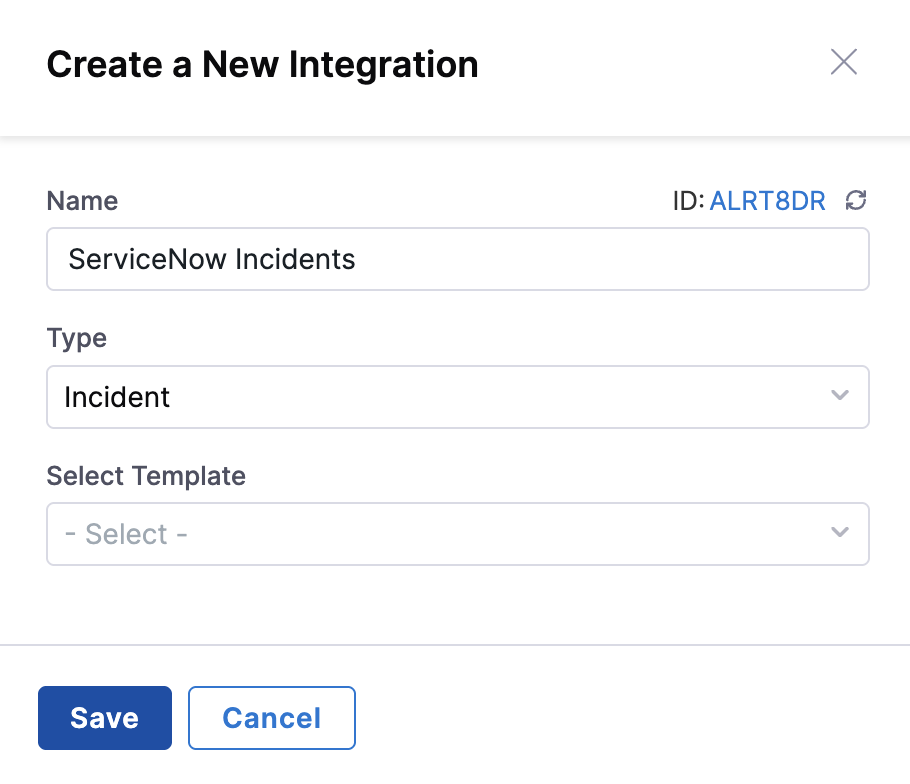 Create a New Integration
Name
ID: ALRT8DR
ServiceNow Incidents
Type
Incident
Select Template
- Select -
Save
Cancel